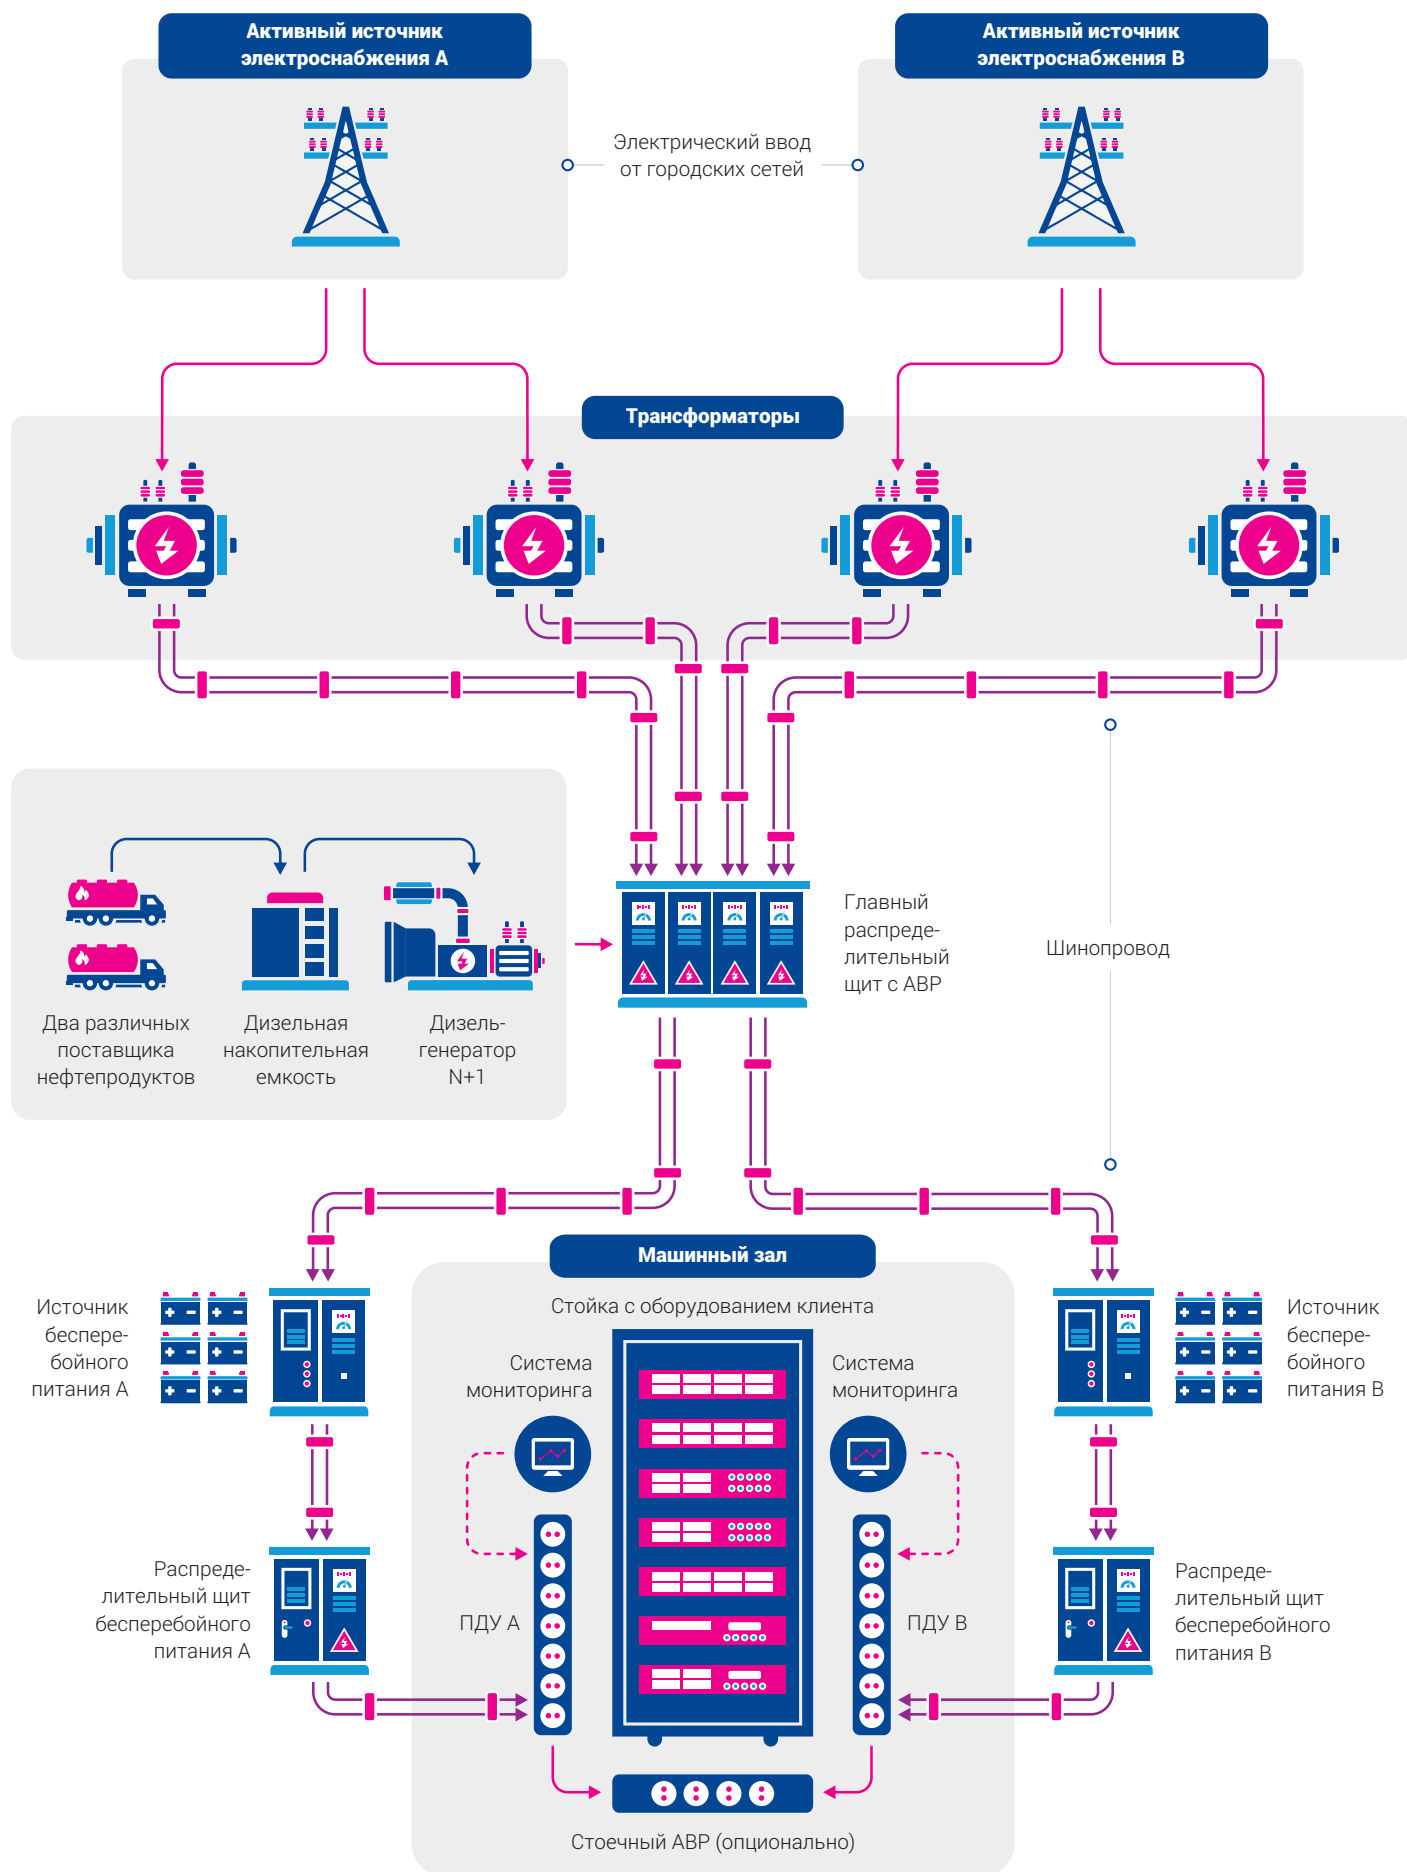 Активный источник
электроснабжения А
Активный источник
электроснабжения В
Электрический ввод
от городских сетей
Трансформаторы
Главный
распреде-
лительный
щит с АВР
Шинопровод
Два различных
поставщика
нефтепродуктов
Дизельная
накопительная
емкость
Дизель-
генератор
N+1
Машинный зал
Стойка с оборудованием клиента
Источник
беспере-
бойного
питания А
Система
мониторинга
Система
мониторинга
Источник
беспере-
бойного
питания В
Распреде-
лительный щит
бесперебойного
питания А
ПДУ А
ПДУ В
Распреде-
лительный щит
бесперебойного
питания В
Стоечный АВР (опционально)